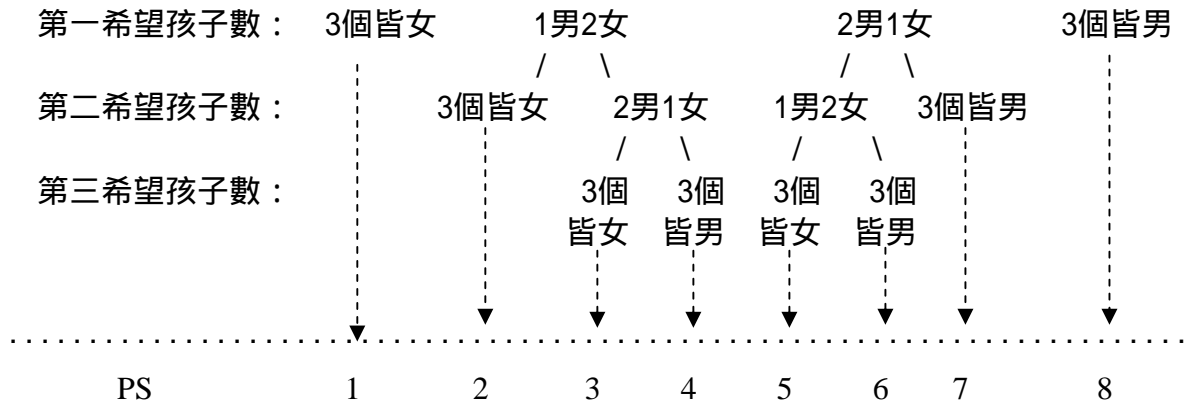 第一希望孩子數： 3個皆女 1男2女 2男1女 3個皆男
/ \ / \
第二希望孩子數： 3個皆女 2男1女 1男2女 3個皆男
/ \ / \
第三希望孩子數： 3個 3個 3個 3個
皆女 皆男 皆女 皆男
PS 1 2 3 4 5 6 7 8